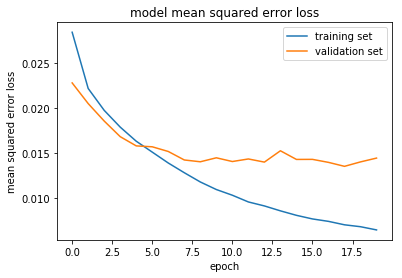 model mean squared error loss
training set
validation set
mean squared error loss
0.025
0.020
0.015
0.010
0.0 2.5 5.0 7.5 10.0 12.5 15.0 17.5
epoch